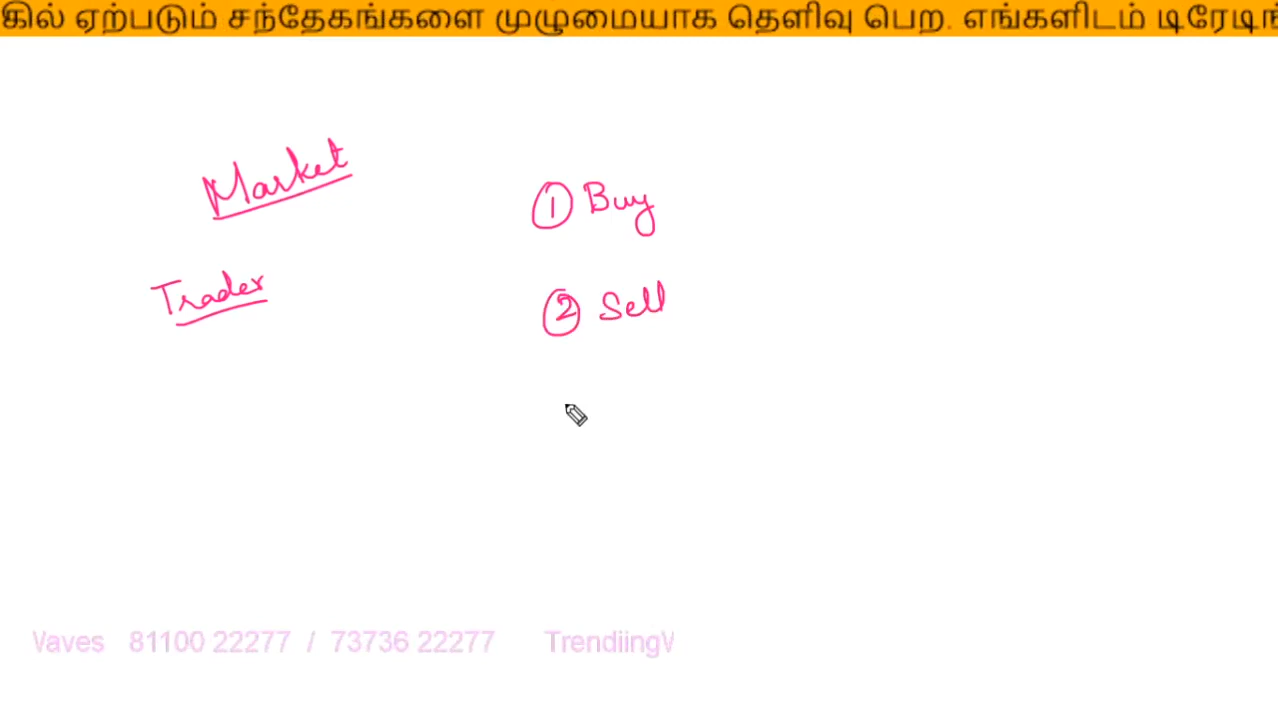 கில் ஏற்படும் சந்தேகங்களை முழுமையாக தெளிவு பெற. எங்களிடம்
Market
① Buy
Trader
② Sell
Vaves 81100 22277 / 73736 22277 TrendiingV